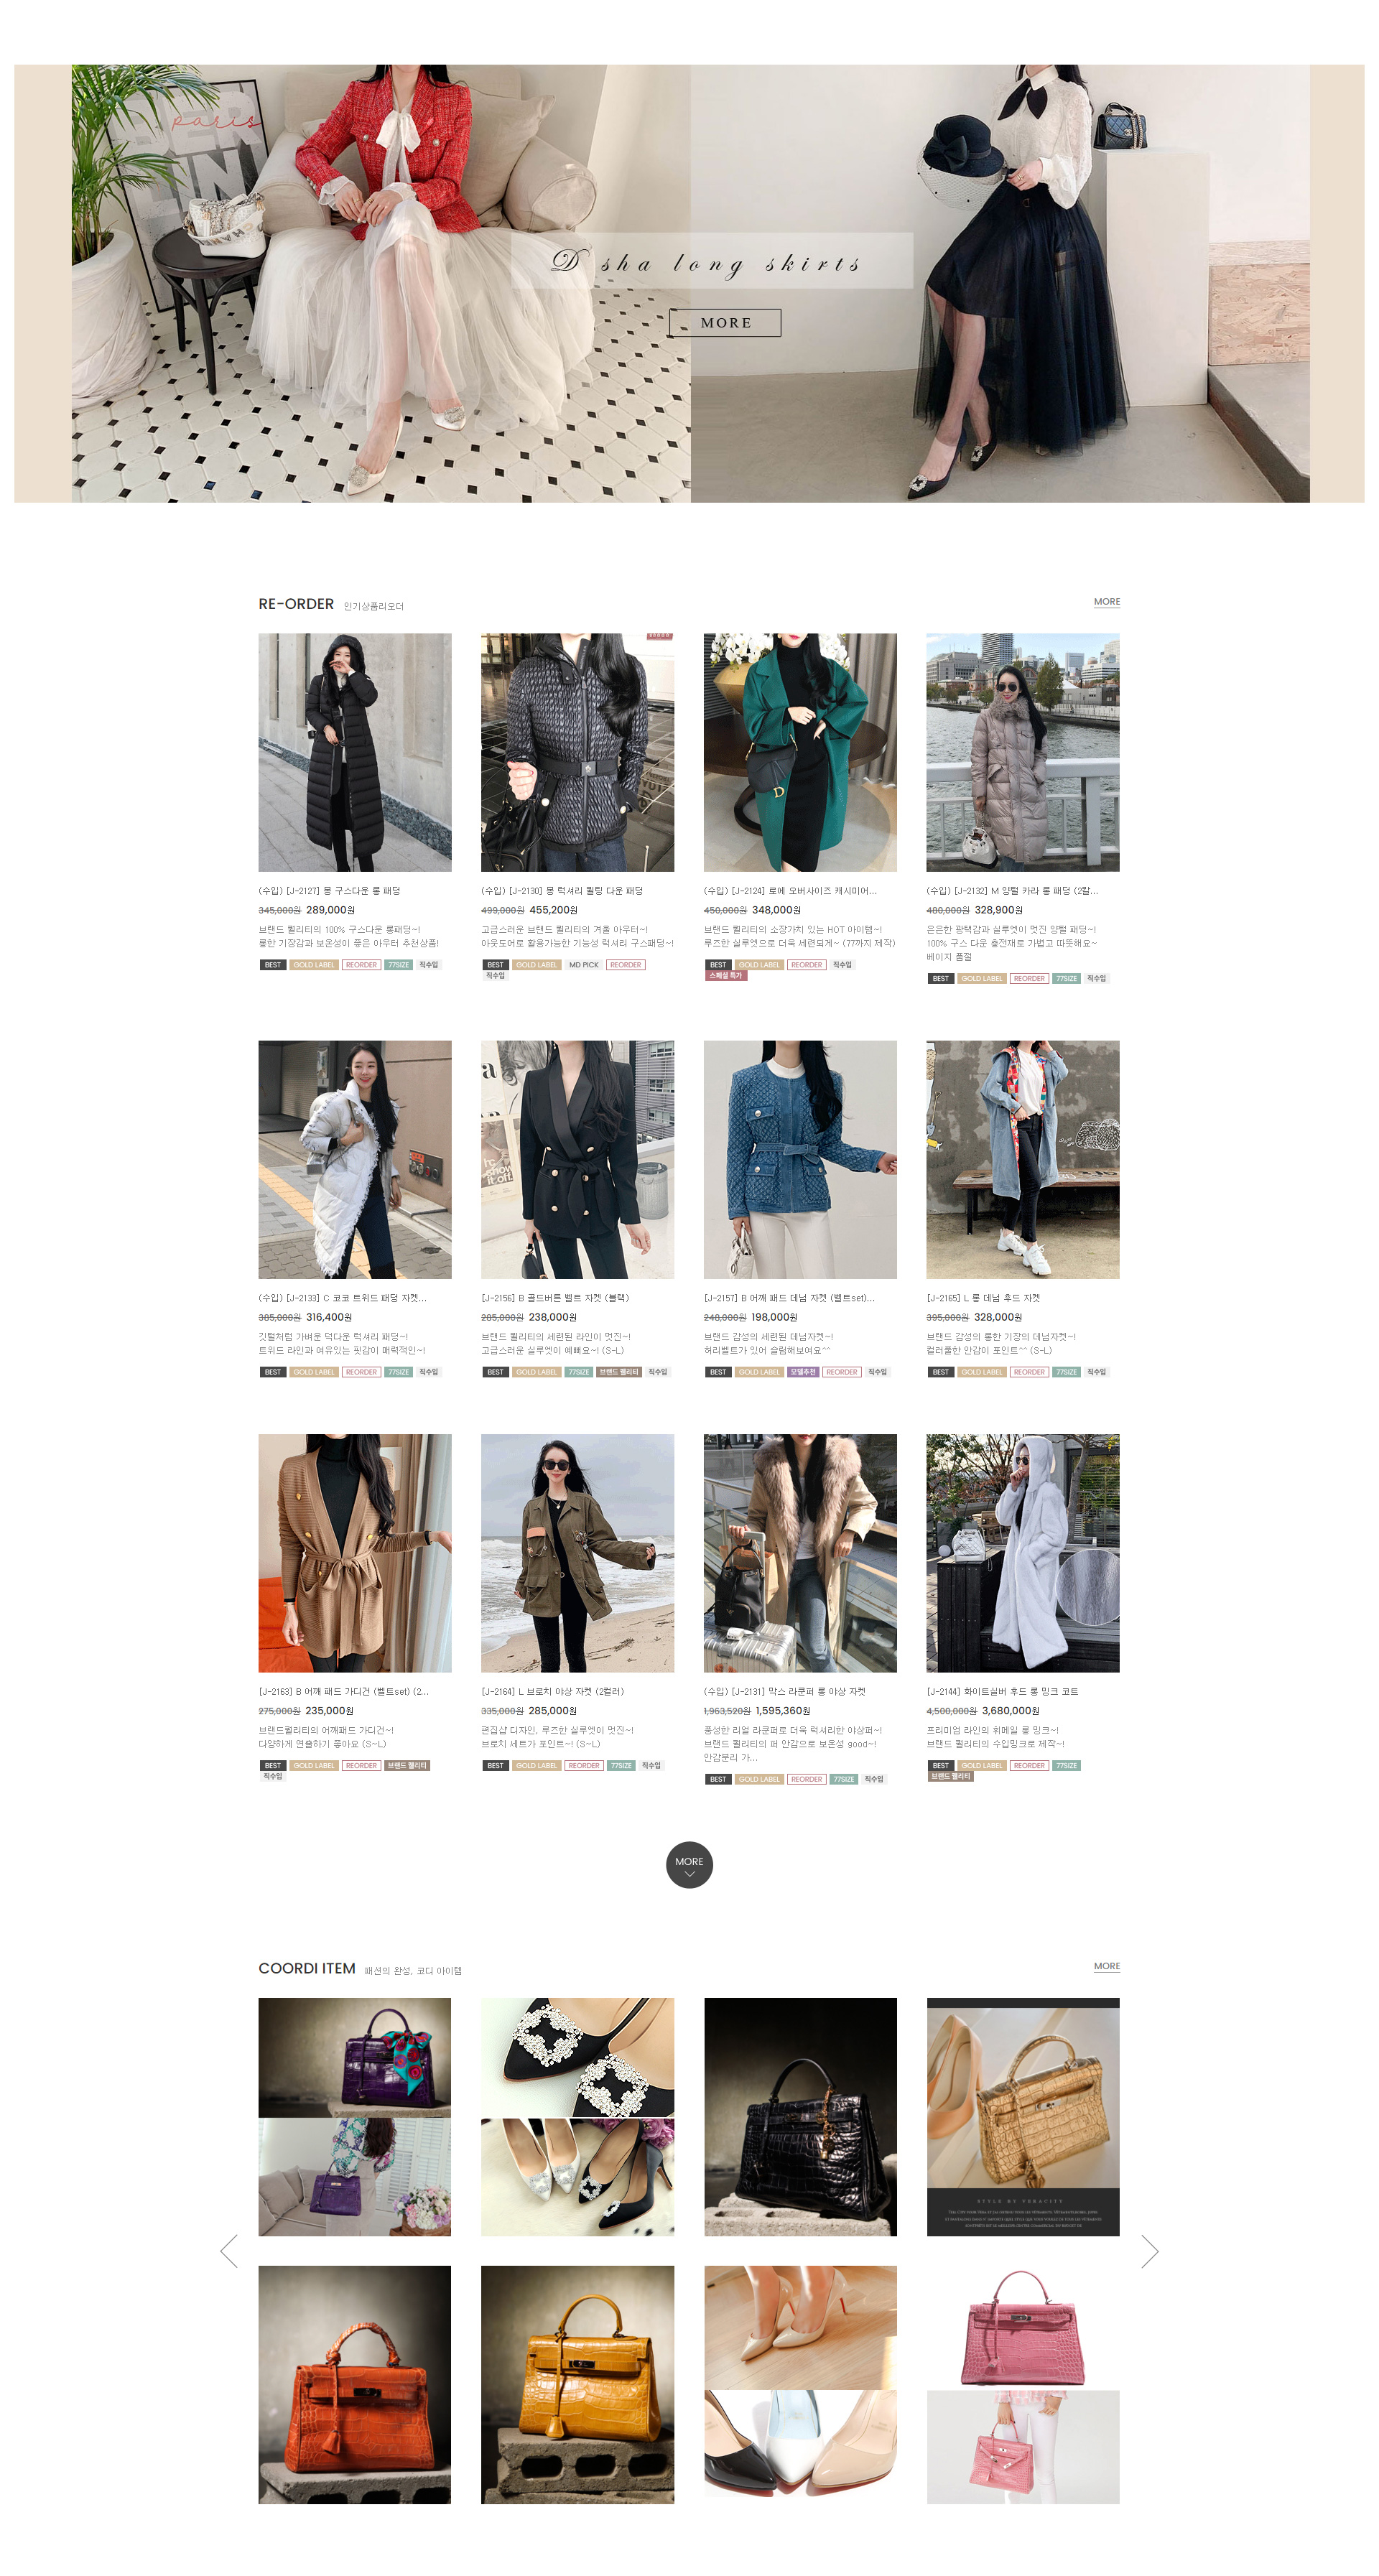 paris
D sha long skirts
MORE
RE-ORDER 인기상품리오더
MORE
(수입) [J-2127] 몽 구스다운 롱 패딩
345,000원 289,000원
브랜드 퀄리티의 100% 구스다운 롱패딩~!
롱한 기장감과 보온성이 좋은 아우터 추천상품!
BEST GOLD LABEL REORDER 77SIZE 직수입
(수입) [J-2130] 몽 럭셔리 퀼팅 다운 패딩
499,000원 455,200원
고급스러운 브랜드 퀄리티의 겨울 아우터~!
아웃도어로 활용가능한 기능성 럭셔리 구스패딩~!
BEST GOLD LABEL MD PICK REORDER
직수입
(수입) [J-2124] 로에 오버사이즈 캐시미어...
450,000원 348,000원
브랜드 퀄리티의 소장가치 있는 HOT 아이템~!
루즈한 실루엣으로 더욱 세련되게~ (77까지 제작)
BEST GOLD LABEL REORDER 직수입
스페셜 특가
(수입) [J-2132] M 양털 카라 롱 패딩 (2칼...
480,000원 328,900원
은은한 광택감과 실루엣이 멋진 양털 패딩~!
100% 구스 다운 충전재로 가볍고 따뜻해요~
베이지 품절
BEST GOLD LABEL REORDER 77SIZE 직수입
(수입) [J-2133] C 코코 트위드 패딩 자켓...
385,000원 316,400원
깃털처럼 가벼운 덕다운 럭셔리 패딩~!
트위드 라인과 여유있는 핏감이 매력적인~!
BEST GOLD LABEL REORDER 77SIZE 직수입
[J-2156] B 골드버튼 벨트 자켓 (블랙)
285,000원 238,000원
브랜드 퀄리티의 세련된 라인이 멋진~!
고급스러운 실루엣이 예뻐요~! (S-L)
BEST GOLD LABEL 77SIZE 브랜드 퀄리티 직수입
[J-2157] B 어깨 패드 데님 자켓 (벨트set)...
248,000원 198,000원
브랜드 감성의 세련된 데님자켓~!
허리벨트가 있어 슬림해보여요^^
BEST GOLD LABEL 모델추천 REORDER 직수입
[J-2165] L 롱 데님 후드 자켓
395,000원 328,000원
브랜드 감성의 롱한 기장의 데님자켓~!
컬러풀한 안감이 포인트^^ (S-L)
BEST GOLD LABEL REORDER 77SIZE 직수입
[J-2163] B 어깨 패드 가디건 (벨트set) (2...
275,000원 235,000원
브랜드퀄리티의 어깨패드 가디건~!
다양하게 연출하기 좋아요 (S~L)
BEST GOLD LABEL REORDER 브랜드 퀄리티
직수입
[J-2164] L 브로치 야상 자켓 (2컬러)
335,000원 285,000원
편집샵 디자인, 루즈한 실루엣이 멋진~!
브로치 세트가 포인트~! (S~L)
BEST GOLD LABEL REORDER 77SIZE 직수입
(수입) [J-2131] 막스 라쿤퍼 롱 야상 자켓
1,963,520원 1,595,360원
풍성한 리얼 라쿤퍼로 더욱 럭셔리한 야상퍼~!
브랜드 퀄리티의 퍼 안감으로 보온성 good~!
안감분리 가...
BEST GOLD LABEL REORDER 77SIZE 직수입
[J-2144] 화이트실버 후드 롱 밍크 코트
4,500,000원 3,680,000원
프리미엄 라인의 휘메일 롱 밍크~!
브랜드 퀄리티의 수입밍크로 제작~!
BEST GOLD LABEL REORDER 77SIZE
브랜드 퀄리티
MORE
COORDI ITEM 패션의 완성, 코디 아이템
MORE
STYLE BY VERACITY